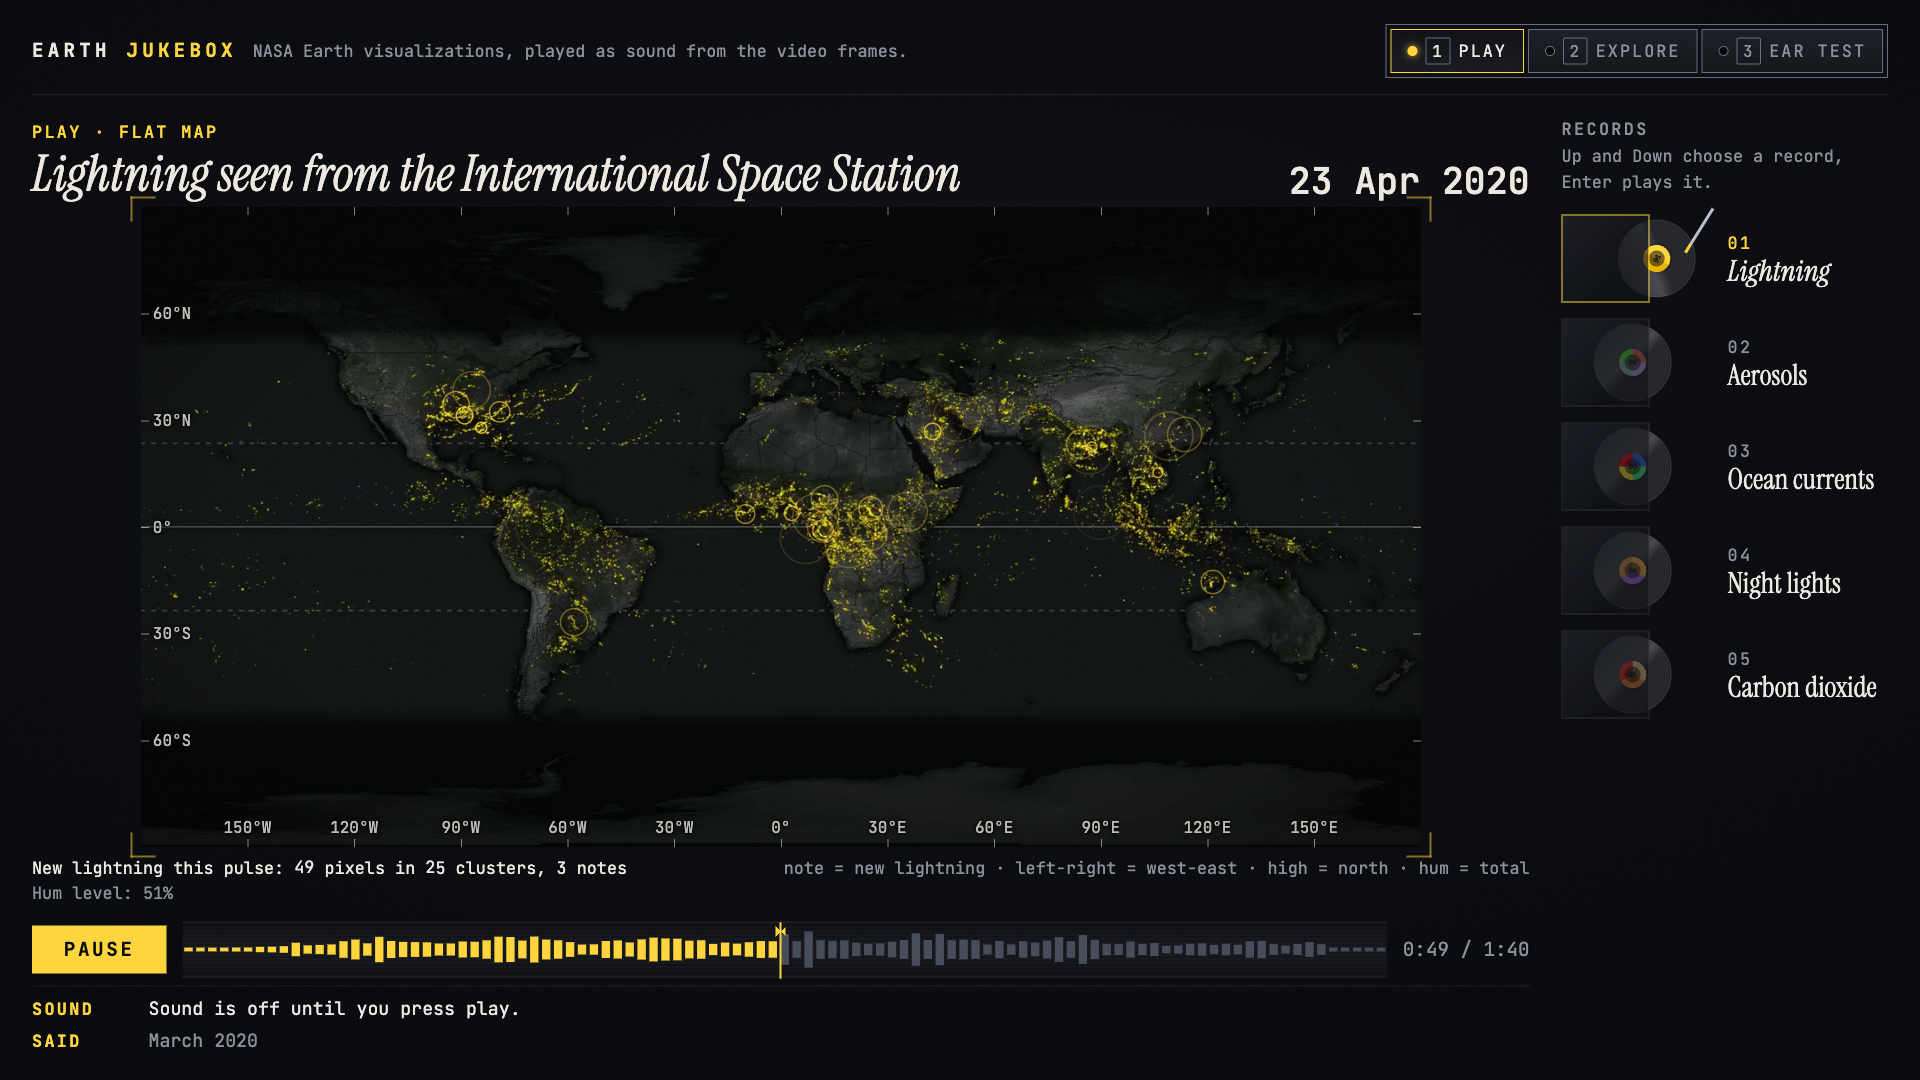 EARTH JUKEBOX NASA Earth visualizations, played as sound from the video frames.
1 PLAY
2 EXPLORE
3 EAR TEST
PLAY · FLAT MAP
Lightning seen from the International Space Station
23 Apr 2020
60°N
30°N
0°
30°S
60°S
150°W 120°W 90°W 60°W 30°W 0° 30°E 60°E 90°E 120°E 150°E
New lightning this pulse: 49 pixels in 25 clusters, 3 notes
note = new lightning · left-right = west-east · high = north · hum = total
Hum level: 51%
PAUSE
0:49 / 1:40
SOUND Sound is off until you press play.
SAID March 2020
RECORDS
Up and Down choose a record,
Enter plays it.
01
Lightning
02
Aerosols
03
Ocean currents
04
Night lights
05
Carbon dioxide